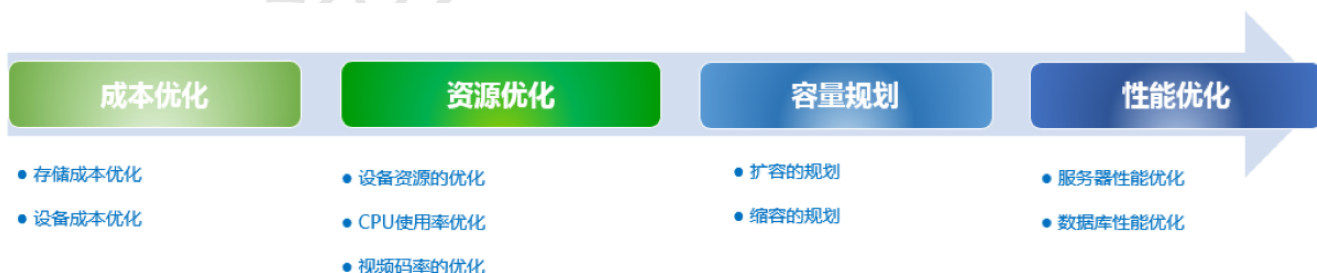 成本优化
资源优化
容量规划
性能优化
● 存储成本优化
● 设备成本优化
● 设备资源的优化
● CPU使用率优化
● 视频码率的优化
● 扩容的规划
● 缩容的规划
● 服务器性能优化
● 数据库性能优化